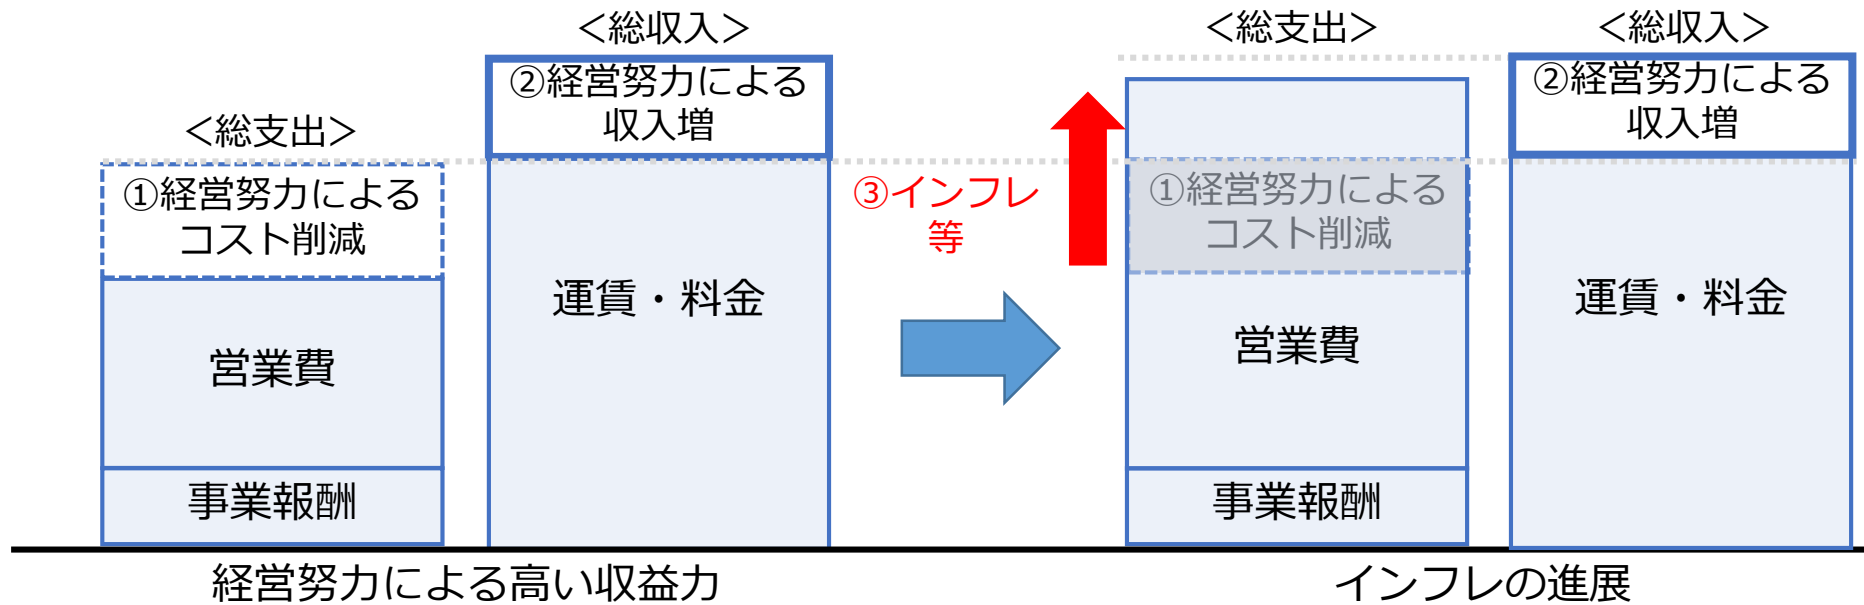 ＜総支出＞
①経営努力による
コスト削減
営業費
事業報酬
＜総収入＞
②経営努力による
収入増
運賃・料金
経営努力による高い収益力
③インフレ
等
＜総支出＞
①経営努力による
コスト削減
営業費
事業報酬
＜総収入＞
②経営努力による
収入増
運賃・料金
インフレの進展